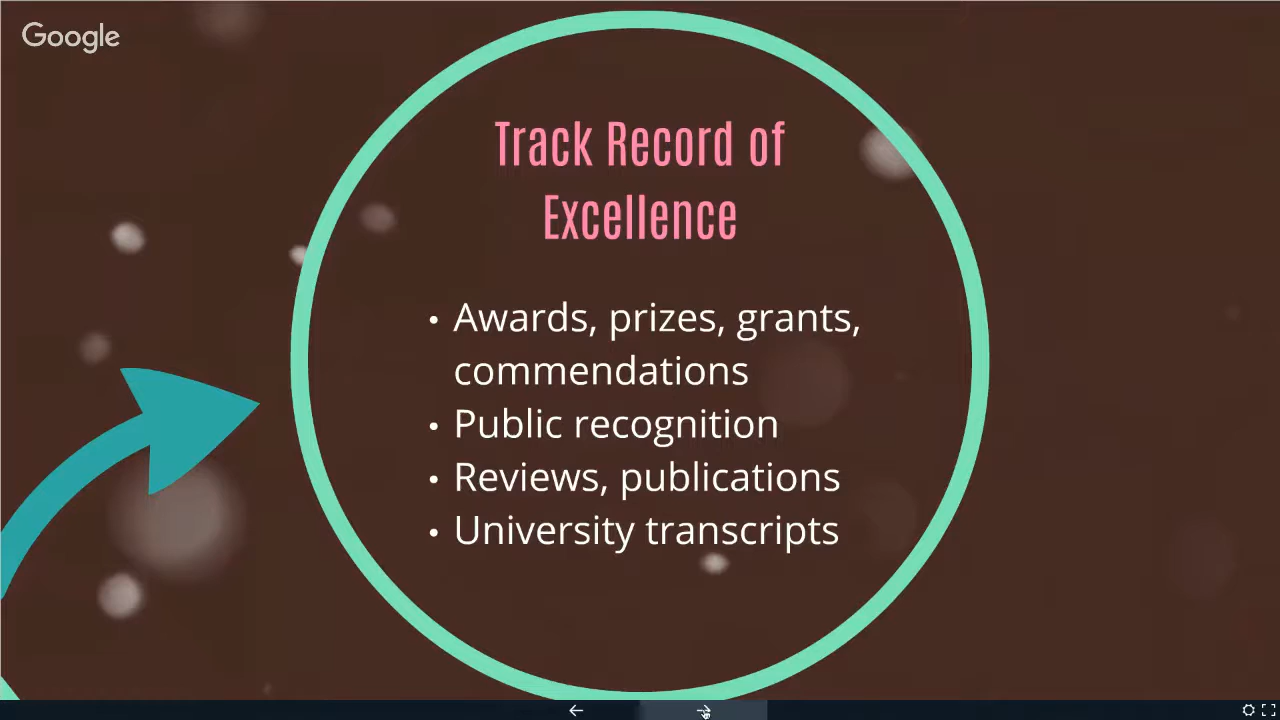 Google
Track Record of
Excellence
• Awards, prizes, grants,
commendations
• Public recognition
• Reviews, publications
• University transcripts